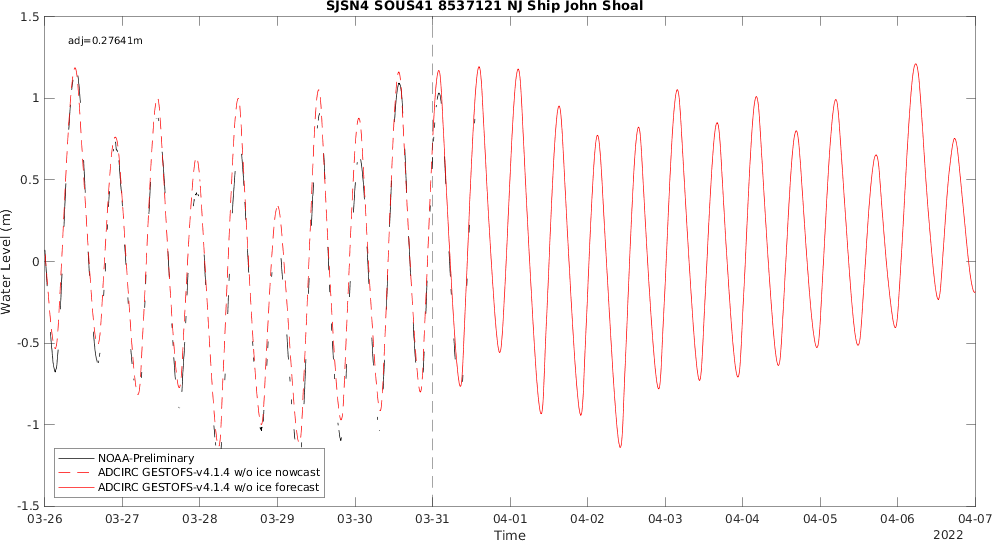 SJSN4 SOUS41 8537121 NJ Ship John Shoal
adj=0.27641m
1.5
1
0.5
0
-0.5
-1
-1.5
Water Level (m)
NOAA-Preliminary
ADCIRC GESTOFS-v4.1.4 w/o ice nowcast
ADCIRC GESTOFS-v4.1.4 w/o ice forecast
03-26 03-27 03-28 03-29 03-30 03-31 04-01 04-02 04-03 04-04 04-05 04-06 04-07
Time
2022